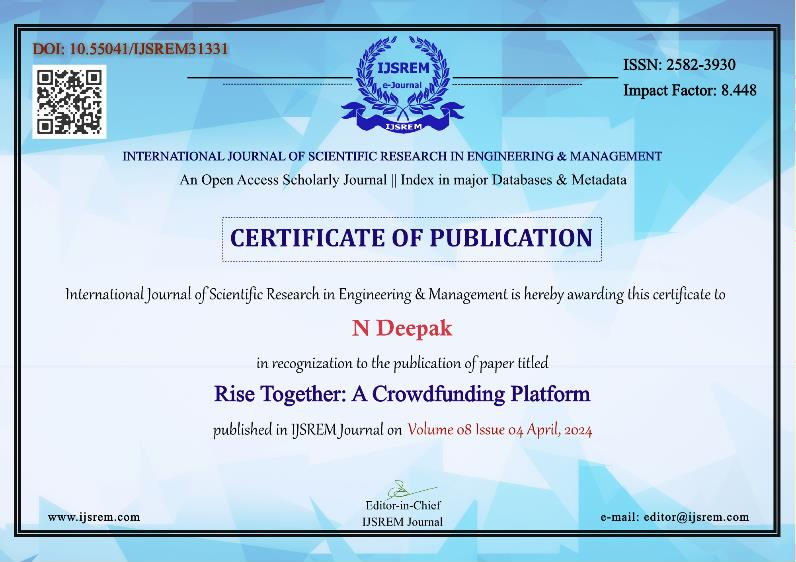 DOI: 10.55041/IJSREM31331
IJSREM
e-Journal
IJSREM
ISSN: 2582-3930
Impact Factor: 8.448
INTERNATIONAL JOURNAL OF SCIENTIFIC RESEARCH IN ENGINEERING & MANAGEMENT
An Open Access Scholarly Journal || Index in major Databases & Metadata
CERTIFICATE OF PUBLICATION
International Journal of Scientific Research in Engineering & Management is hereby awarding this certificate to
N Deepak
in recognization to the publication of paper titled
Rise Together: A Crowdfunding Platform
published in IJSREM Journal on Volume 08 Issue 04 April, 2024
Editor-in-Chief
IJSREM Journal
www.ijsrem.com
e-mail: editor@ijsrem.com